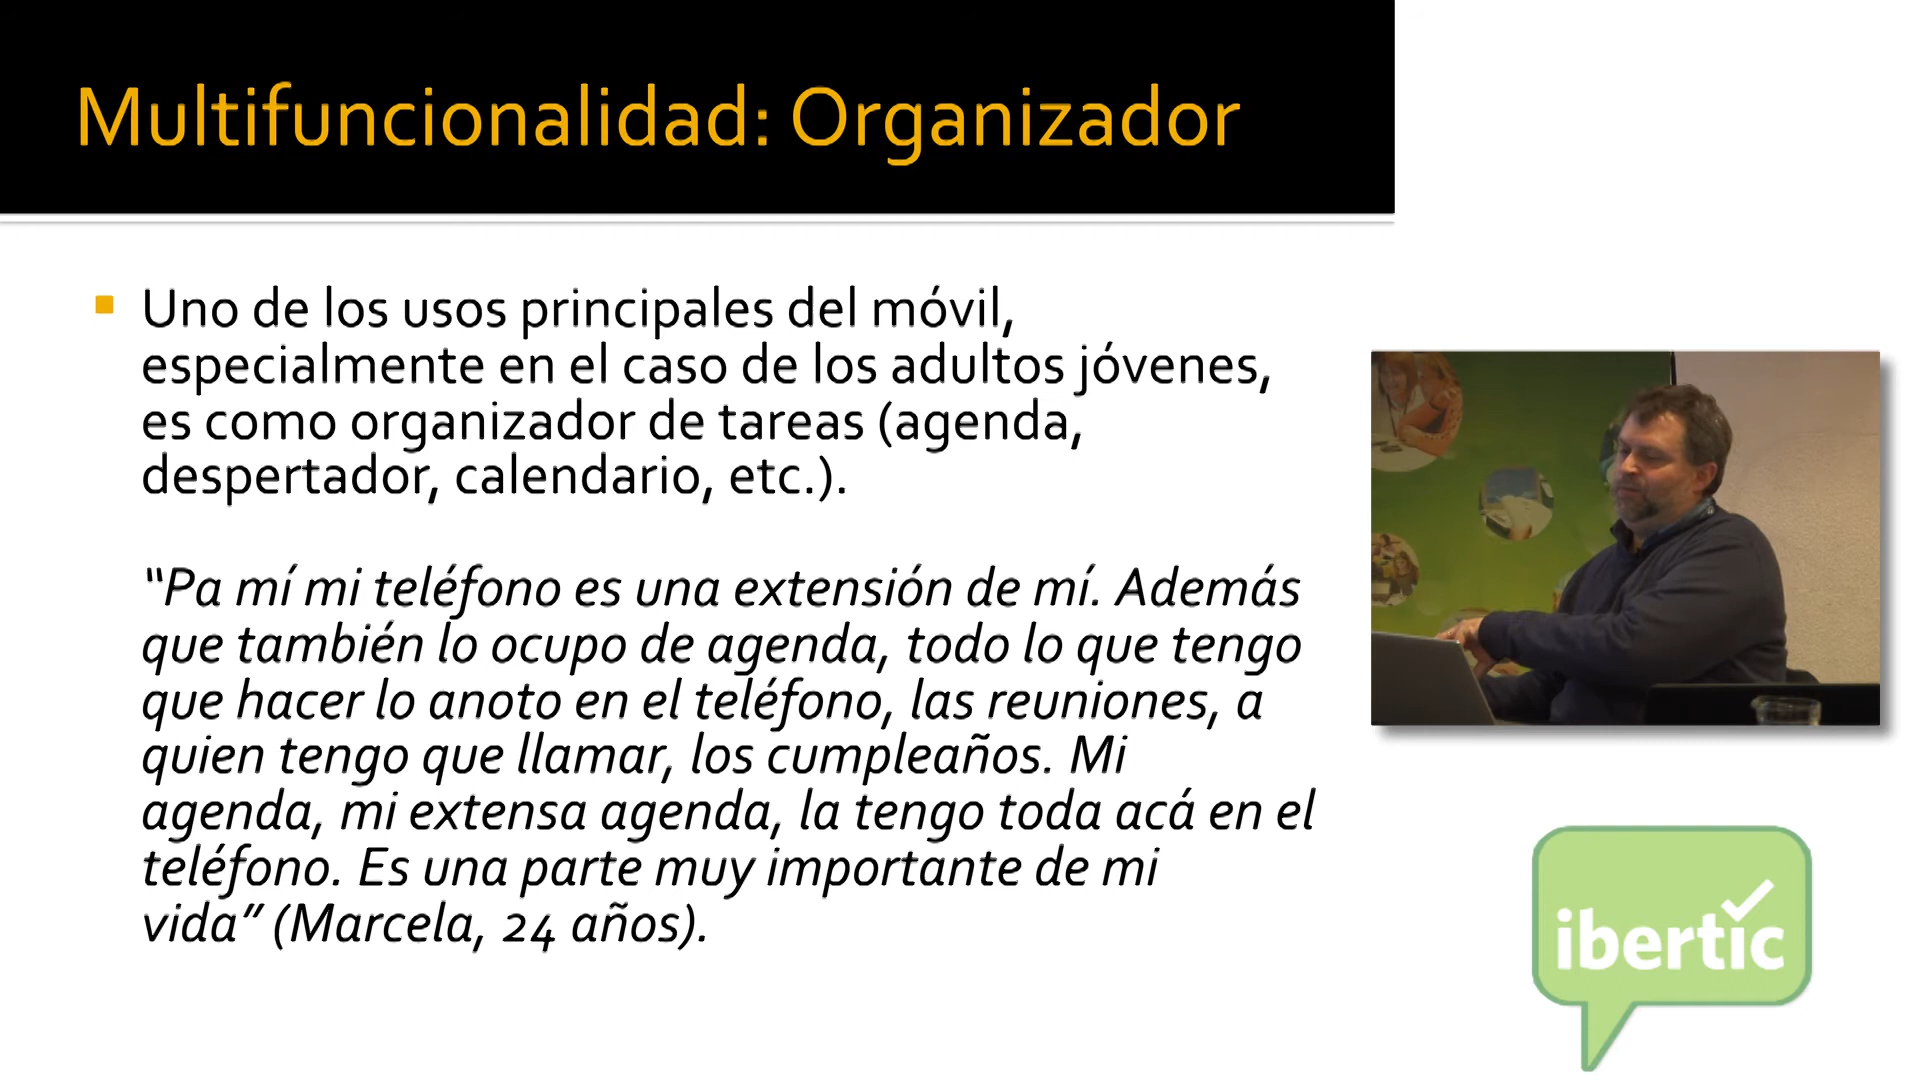 Multifuncionalidad: Organizador
Uno de los usos principales del móvil,
especialmente en el caso de los adultos jóvenes,
es como organizador de tareas (agenda,
despertador, calendario, etc.).
“Pa mí mi teléfono es una extensión de mí. Además
que también lo ocupo de agenda, todo lo que tengo
que hacer lo anoto en el teléfono, las reuniones, a
quien tengo que llamar, los cumpleaños. Mi
agenda, mi extensa agenda, la tengo toda acá en el
teléfono. Es una parte muy importante de mi
vida” (Marcela, 24 años).
ibertic